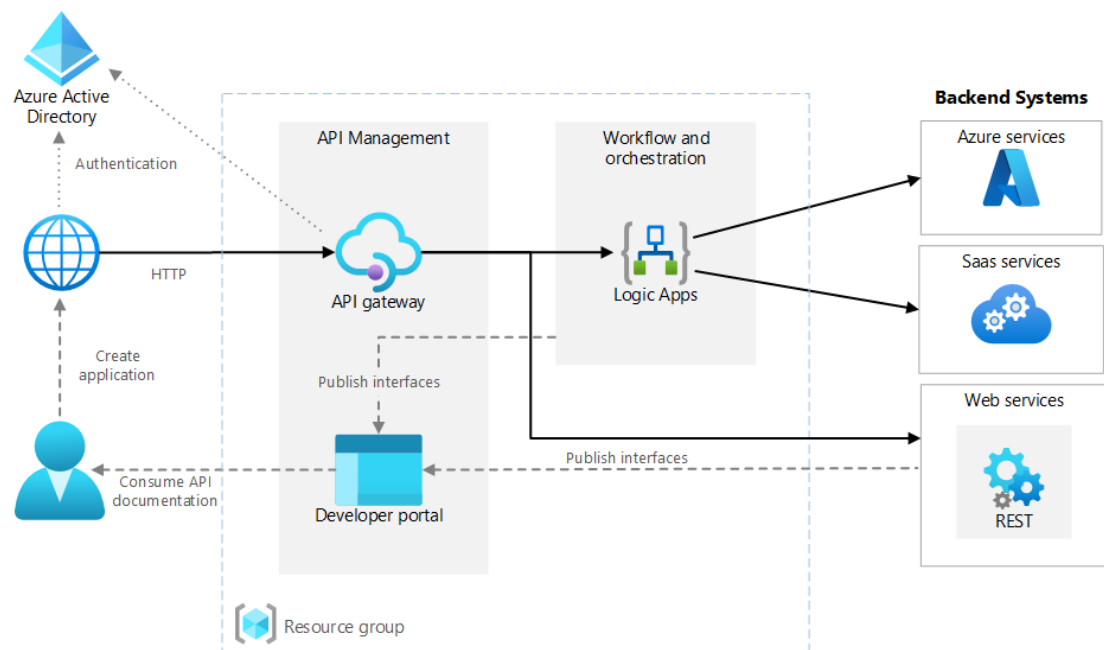 Azure Active
Directory
Authentication
HTTP
Create
application
Consume API
documentation
API Management
API gateway
Publish interfaces
Developer portal
Resource group
Workflow and
orchestration
Logic Apps
Publish interfaces
Backend Systems
Azure services
Saas services
Web services
REST